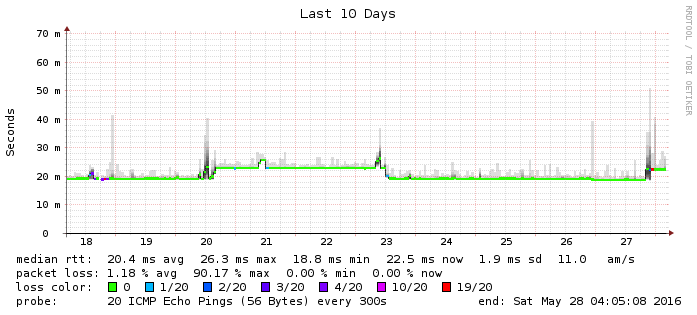 Last 10 Days
RRDTOOL / TOBI OETIKER
Seconds
70 m
60 m
50 m
40 m
30 m
20 m
10 m
0
18 19 20 21 22 23 24 25 26 27
median rtt: 20.4 ms avg 26.3 ms max 18.8 ms min 22.5 ms now 1.9 ms sd 11.0 am/s
packet loss: 1.18 % avg 90.17 % max 0.00 % min 0.00 % now
loss color: 0 1/20 2/20 3/20 4/20 10/20 19/20
probe: 20 ICMP Echo Pings (56 Bytes) every 300s end: Sat May 28 04:05:08 2016